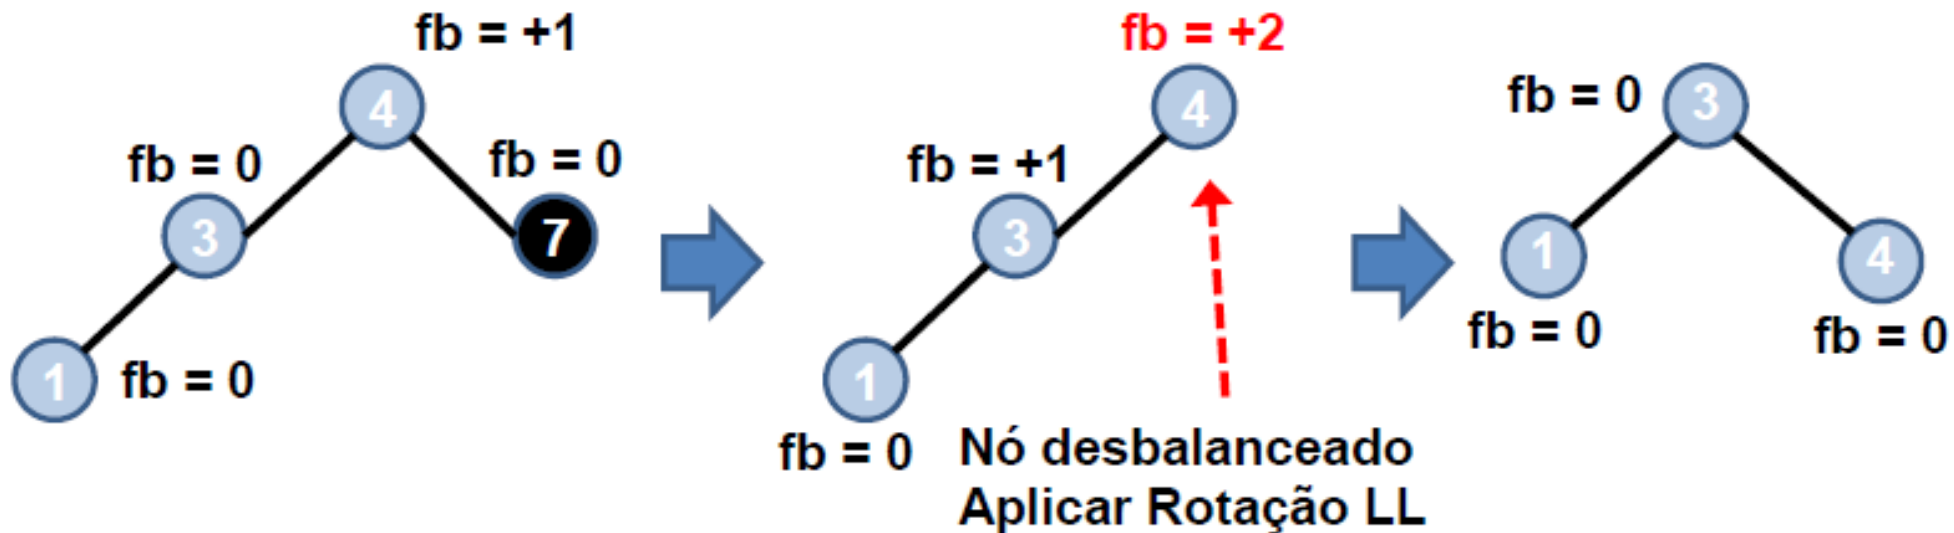 fb = +1
4
fb = 0
fb = 0
3
7
1
fb = 0
fb = +2
4
fb = +1
3
1
fb = 0
Nó desbalanceado
Aplicar Rotação LL
fb = 0
3
1
4
fb = 0
fb = 0